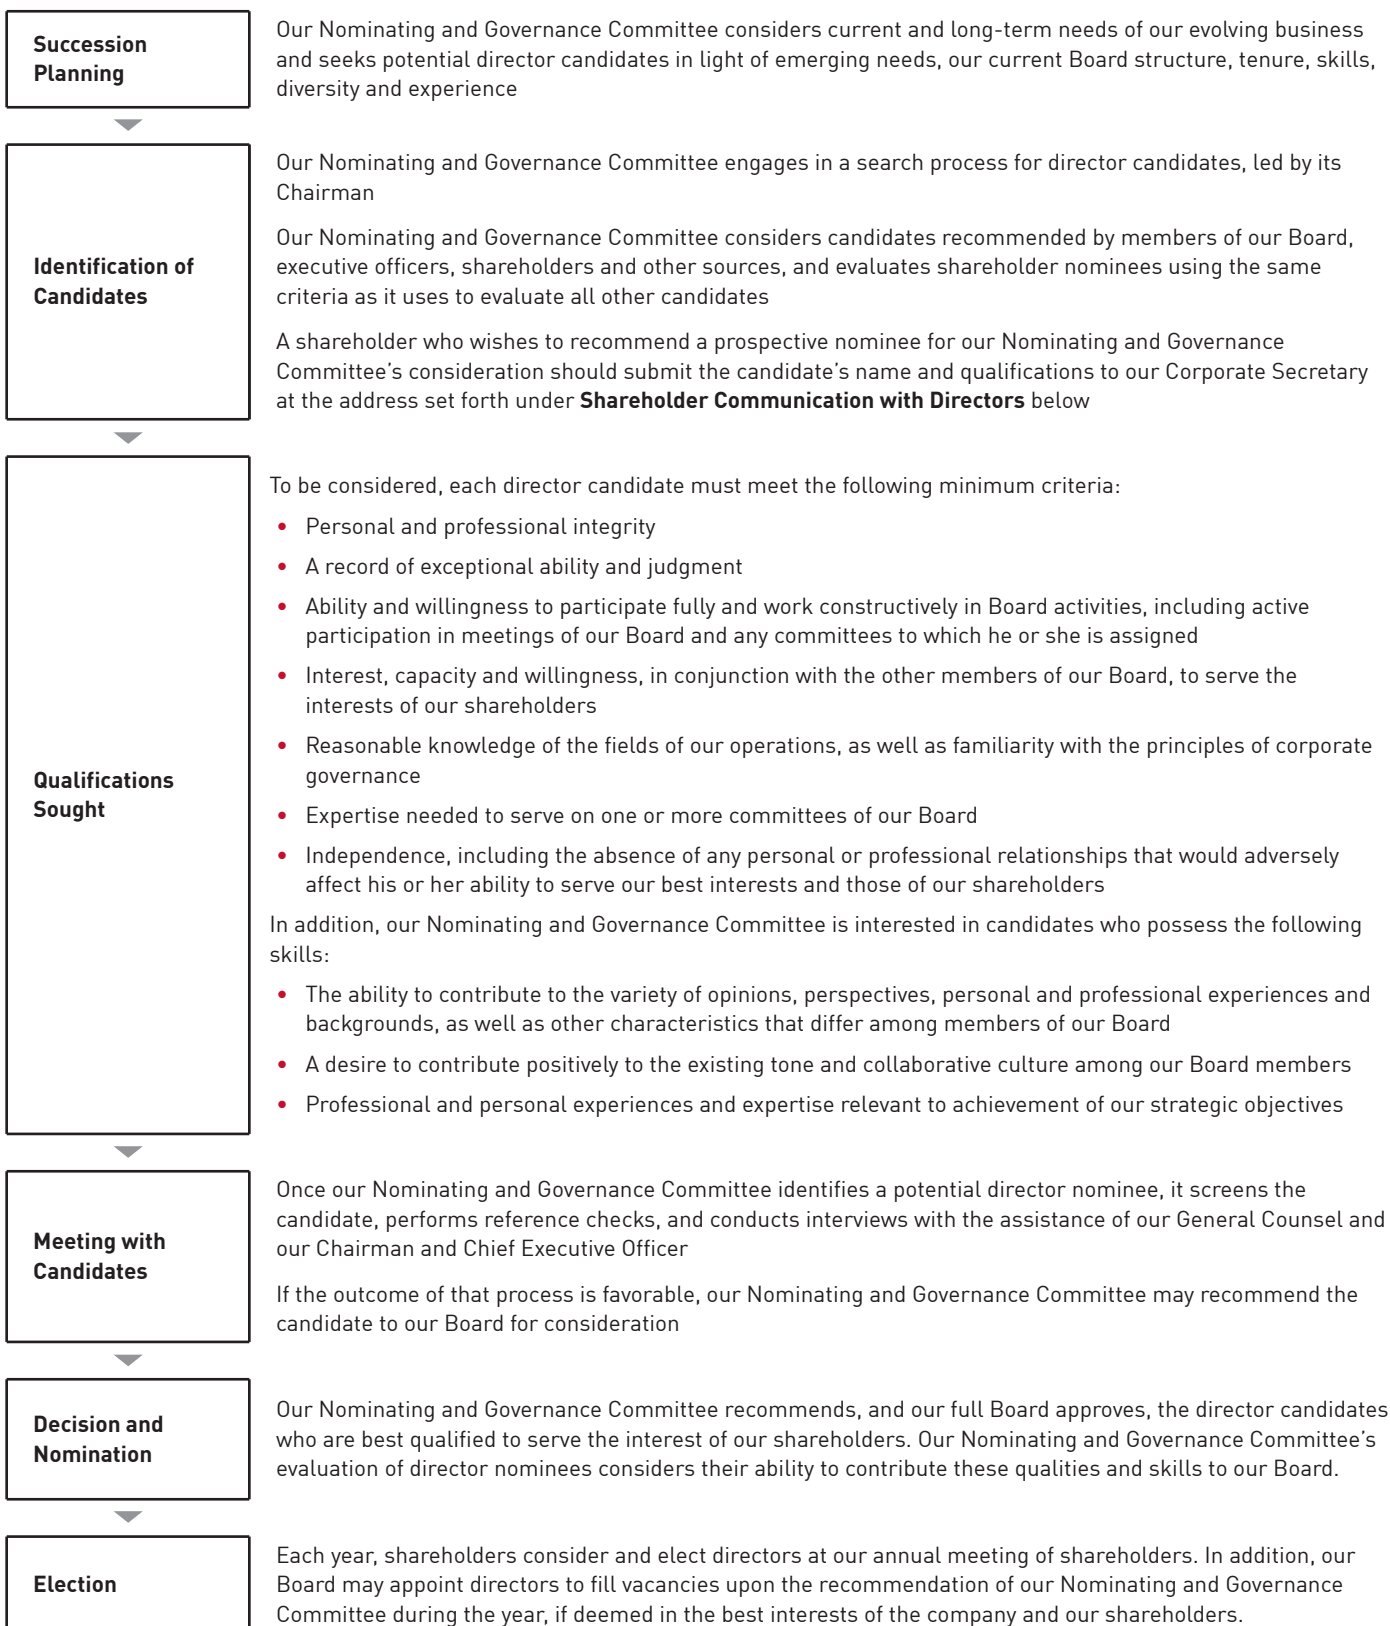 Succession
Planning
Our Nominating and Governance Committee considers current and long-term needs of our evolving business
and seeks potential director candidates in light of emerging needs, our current Board structure, tenure, skills,
diversity and experience
Identification of
Candidates
Our Nominating and Governance Committee engages in a search process for director candidates, led by its
Chairman
Our Nominating and Governance Committee considers candidates recommended by members of our Board,
executive officers, shareholders and other sources, and evaluates shareholder nominees using the same
criteria as it uses to evaluate all other candidates
A shareholder who wishes to recommend a prospective nominee for our Nominating and Governance
Committee’s consideration should submit the candidate’s name and qualifications to our Corporate Secretary
at the address set forth under Shareholder Communication with Directors below
Qualifications
Sought
To be considered, each director candidate must meet the following minimum criteria:
• Personal and professional integrity
• A record of exceptional ability and judgment
• Ability and willingness to participate fully and work constructively in Board activities, including active
participation in meetings of our Board and any committees to which he or she is assigned
• Interest, capacity and willingness, in conjunction with the other members of our Board, to serve the
interests of our shareholders
• Reasonable knowledge of the fields of our operations, as well as familiarity with the principles of corporate
governance
• Expertise needed to serve on one or more committees of our Board
• Independence, including the absence of any personal or professional relationships that would adversely
affect his or her ability to serve our best interests and those of our shareholders
In addition, our Nominating and Governance Committee is interested in candidates who possess the following
skills:
• The ability to contribute to the variety of opinions, perspectives, personal and professional experiences and
backgrounds, as well as other characteristics that differ among members of our Board
• A desire to contribute positively to the existing tone and collaborative culture among our Board members
• Professional and personal experiences and expertise relevant to achievement of our strategic objectives
Meeting with
Candidates
Once our Nominating and Governance Committee identifies a potential director nominee, it screens the
candidate, performs reference checks, and conducts interviews with the assistance of our General Counsel and
our Chairman and Chief Executive Officer
If the outcome of that process is favorable, our Nominating and Governance Committee may recommend the
candidate to our Board for consideration
Decision and
Nomination
Our Nominating and Governance Committee recommends, and our full Board approves, the director candidates
who are best qualified to serve the interest of our shareholders. Our Nominating and Governance Committee’s
evaluation of director nominees considers their ability to contribute these qualities and skills to our Board.
Election
Each year, shareholders consider and elect directors at our annual meeting of shareholders. In addition, our
Board may appoint directors to fill vacancies upon the recommendation of our Nominating and Governance
Committee during the year, if deemed in the best interests of the company and our shareholders.